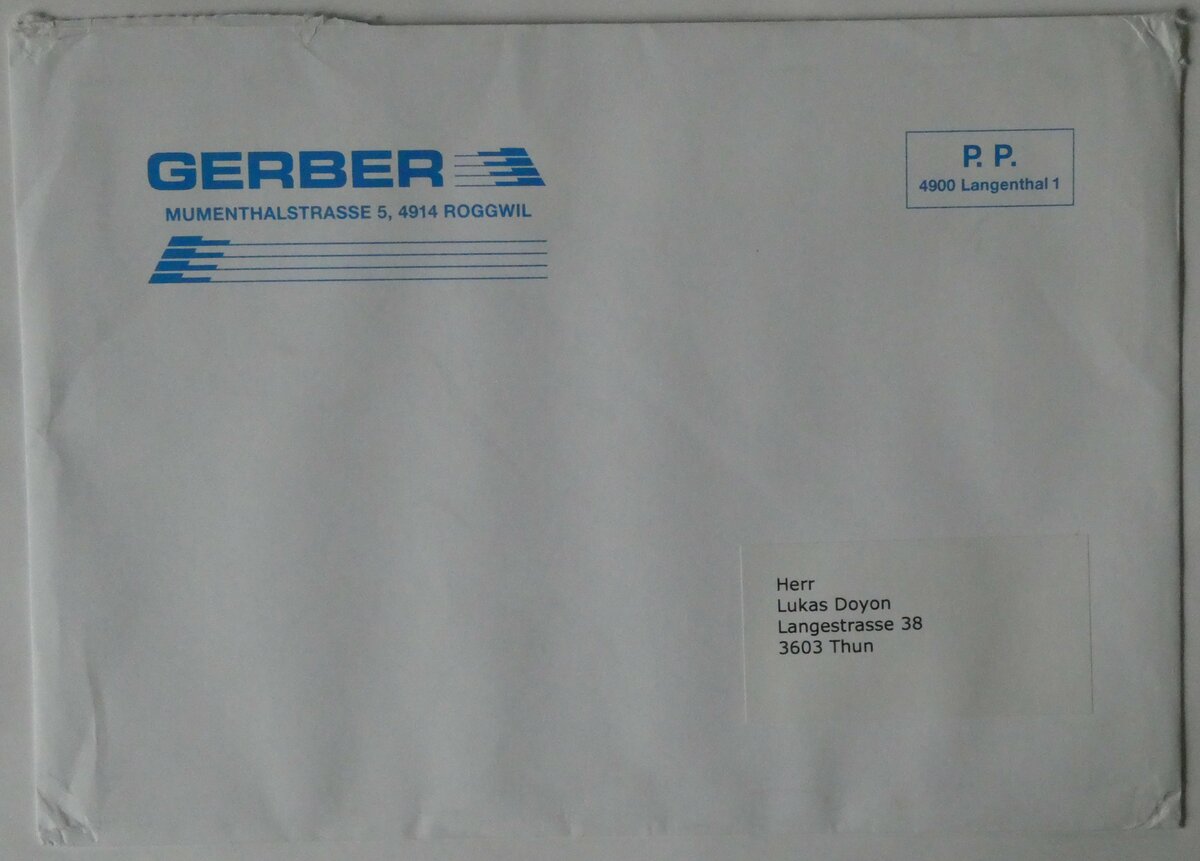 GERBER
MUMENTHALSTRASSE 5, 4914 ROGGWIL
P. P.
4900 Langenthal 1
Herr
Lukas Doyon
Langestrasse 38
3603 Thun